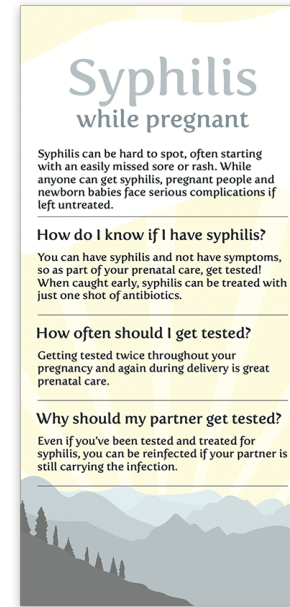 Syphilis
while pregnant
Syphilis can be hard to spot, often starting
with an easily missed sore or rash. While
anyone can get syphilis, pregnant people and
newborn babies face serious complications if
left untreated.
How do I know if I have syphilis?
You can have syphilis and not have symptoms,
so as part of your prenatal care, get tested!
When caught early, syphilis can be treated with
just one shot of antibiotics.
How often should I get tested?
Getting tested twice throughout your
pregnancy and again during delivery is great
prenatal care.
Why should my partner get tested?
Even if you've been tested and treated for
syphilis, you can be reinfected if your partner is
still carrying the infection.